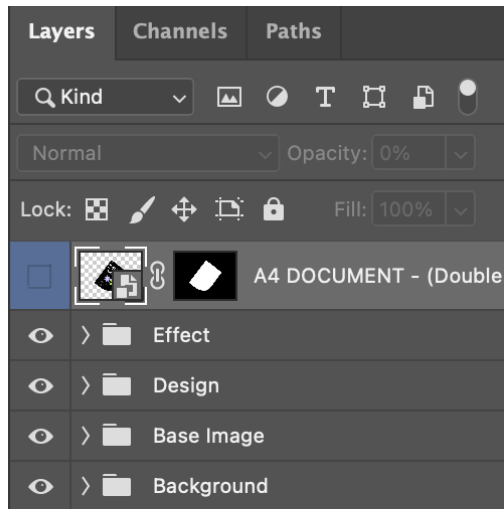 Layers Channels Paths
Kind T
Normal Opacity: 0%
Lock: Fill: 100%
A4 DOCUMENT - (Double
Effect
Design
Base Image
Background